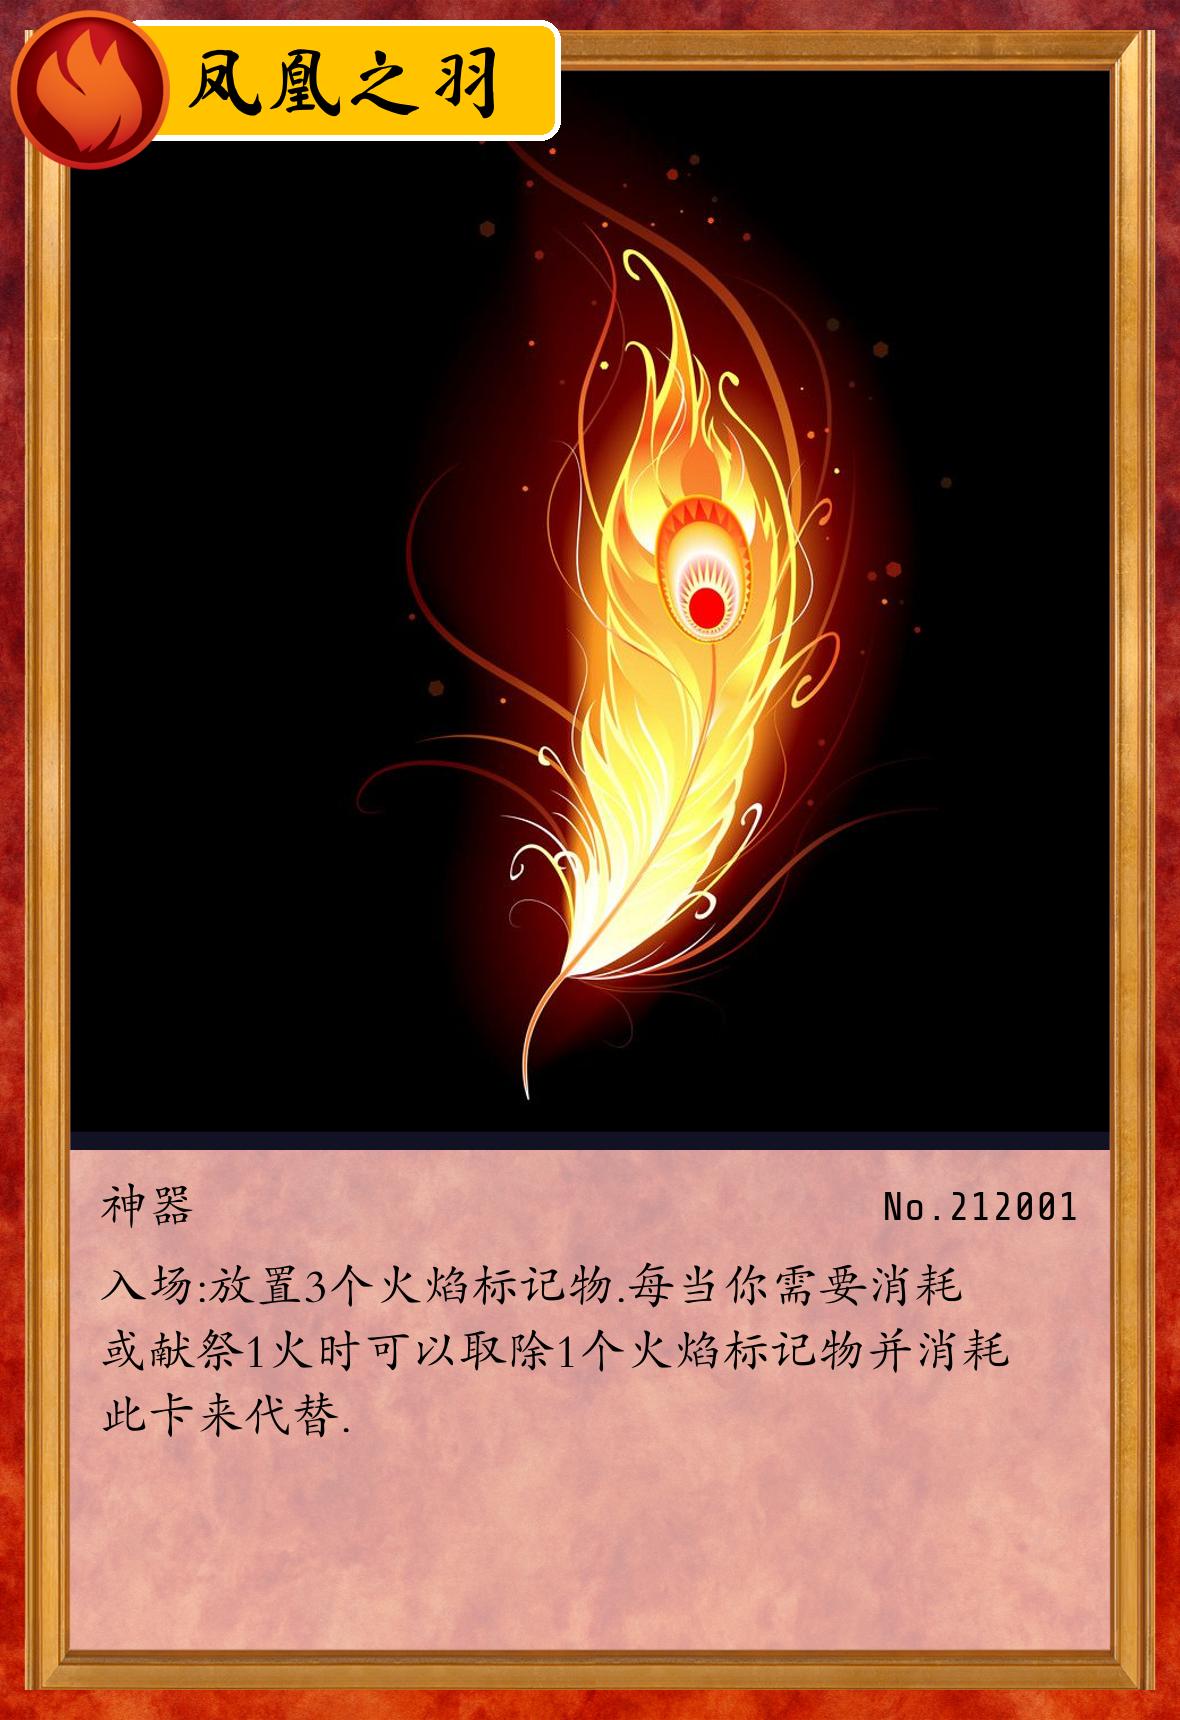 凤凰之羽
神器 No.212001
入场:放置3个火焰标记物.每当你需要消耗
或献祭1火时可以取除1个火焰标记物并消耗
此卡来代替.